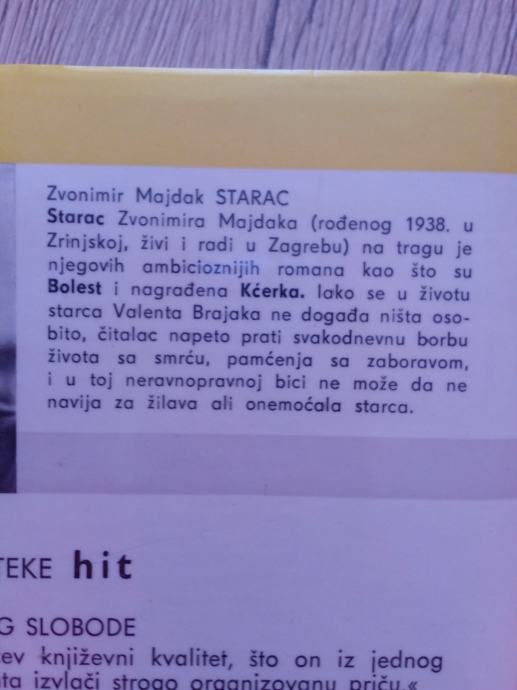 Zvonimir Majdak STARAC
Starac Zvonimira Majdaka (rođenog 1938. u
Zrinjskoj, živi i radi u Zagrebu) na tragu je
njegovih ambicioznijih romana kao što su
Bolest i nagrađena Kćerka. Iako se u životu
starca Valenta Brajaka ne događa ništa oso-
bito, čitalac napeto prati svakodnevnu borbu
života sa smrću, pamćenja sa zaboravom,
i u toj neravnopravnoj bici ne može da ne
navija za žilava ali onemoćala starca.
TEKE hit
G SLOBODE
ev književni kvalitet, što on iz jednog
nta izvlači strogo organizovanu priču.«